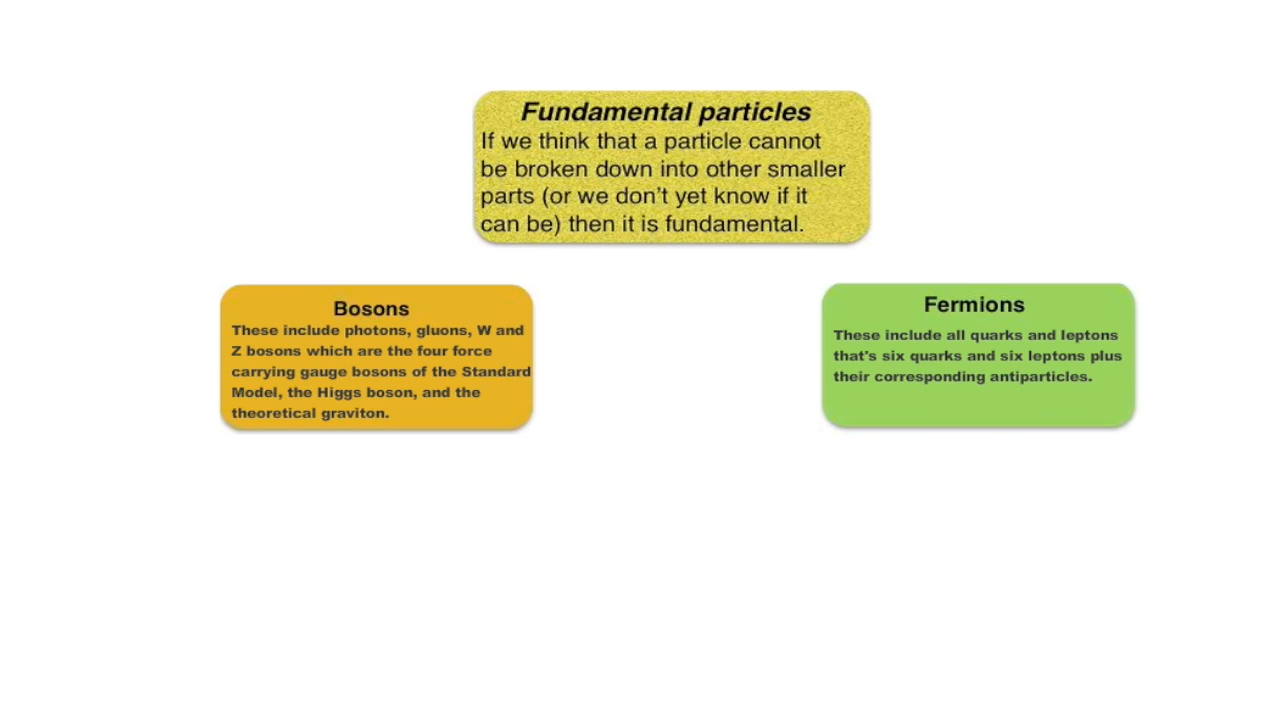 Fundamental particles
If we think that a particle cannot
be broken down into other smaller
parts (or we don't yet know if it
can be) then it is fundamental.
Bosons
These include photons, gluons, W and
Z bosons which are the four force
carrying gauge bosons of the Standard
Model, the Higgs boson, and the
theoretical graviton.
Fermions
These include all quarks and leptons
that's six quarks and six leptons plus
their corresponding antiparticles.